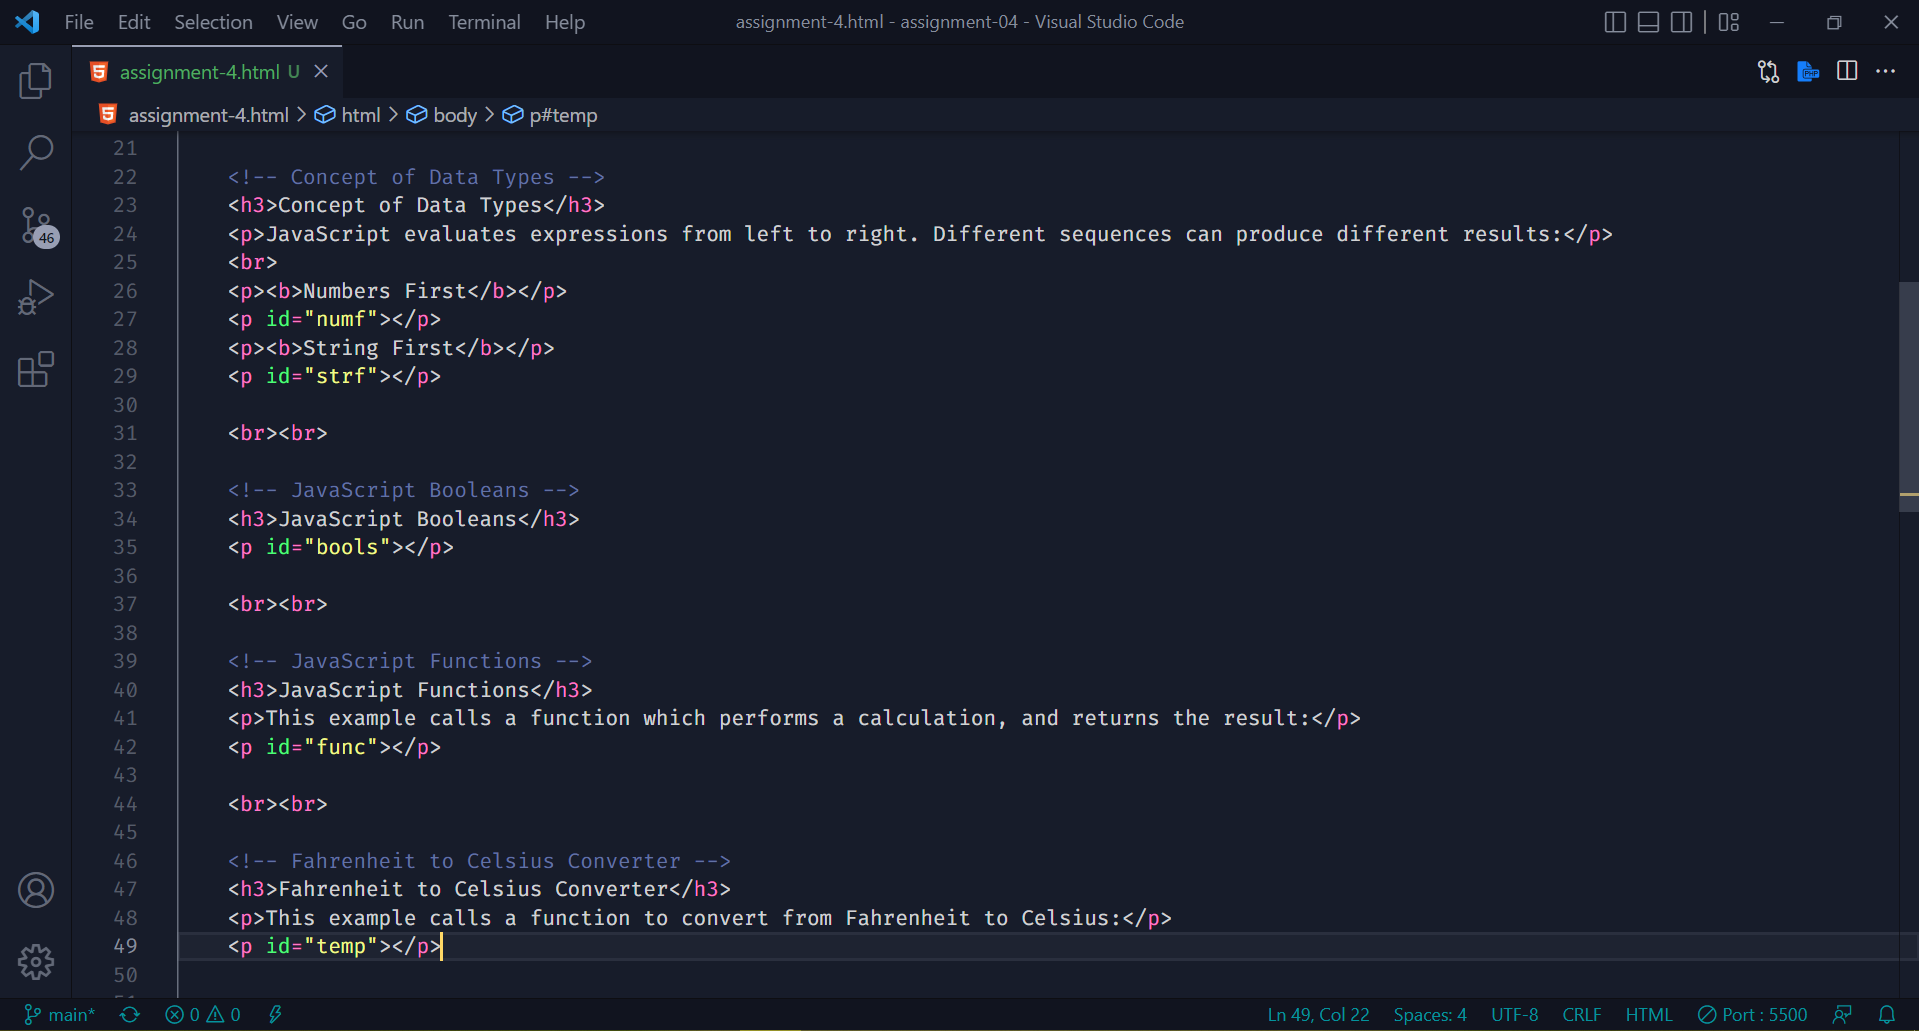 File Edit Selection View Go Run Terminal Help assignment-4.html - assignment-04 - Visual Studio Code
assignment-4.html U
assignment-4.html > html > body > p#temp
46
21
22 <!-- Concept of Data Types -->
23 <h3>Concept of Data Types</h3>
24 <p>JavaScript evaluates expressions from left to right. Different sequences can produce different results:</p>
25 <br>
26 <p><b>Numbers First</b></p>
27 <p id="numf"></p>
28 <p><b>String First</b></p>
29 <p id="strf"></p>
30
31 <br><br>
32
33 <!-- JavaScript Booleans -->
34 <h3>JavaScript Booleans</h3>
35 <p id="bools"></p>
36
37 <br><br>
38
39 <!-- JavaScript Functions -->
40 <h3>JavaScript Functions</h3>
41 <p>This example calls a function which performs a calculation, and returns the result:</p>
42 <p id="func"></p>
43
44 <br><br>
45
46 <!-- Fahrenheit to Celsius Converter -->
47 <h3>Fahrenheit to Celsius Converter</h3>
48 <p>This example calls a function to convert from Fahrenheit to Celsius:</p>
49 <p id="temp"></p>
50
main* 0 0 Ln 49, Col 22 Spaces: 4 UTF-8 CRLF HTML Port : 5500